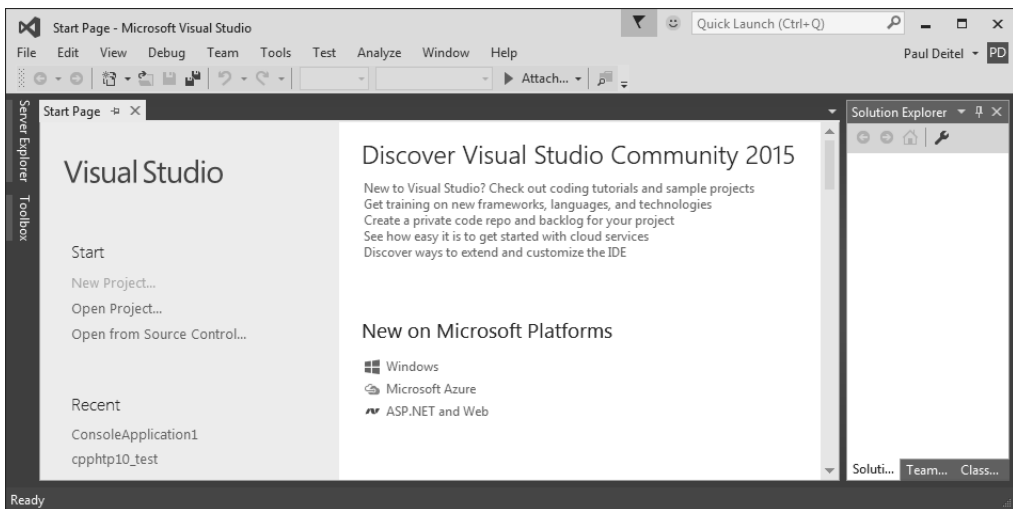 Start Page - Microsoft Visual Studio
Quick Launch (Ctrl+Q)
File Edit View Debug Team Tools Test Analyze Window Help
Paul Deitel PD
Attach...
Server Explorer
Toolbox
Start Page
Visual Studio
Start
New Project...
Open Project...
Open from Source Control...
Recent
ConsoleApplication1
cpphtp10_test
Discover Visual Studio Community 2015
New to Visual Studio? Check out coding tutorials and sample projects
Get training on new frameworks, languages, and technologies
Create a private code repo and backlog for your project
See how easy it is to get started with cloud services
Discover ways to extend and customize the IDE
New on Microsoft Platforms
Windows
Microsoft Azure
ASP.NET and Web
Solution Explorer
Soluti... Team... Class...
Ready